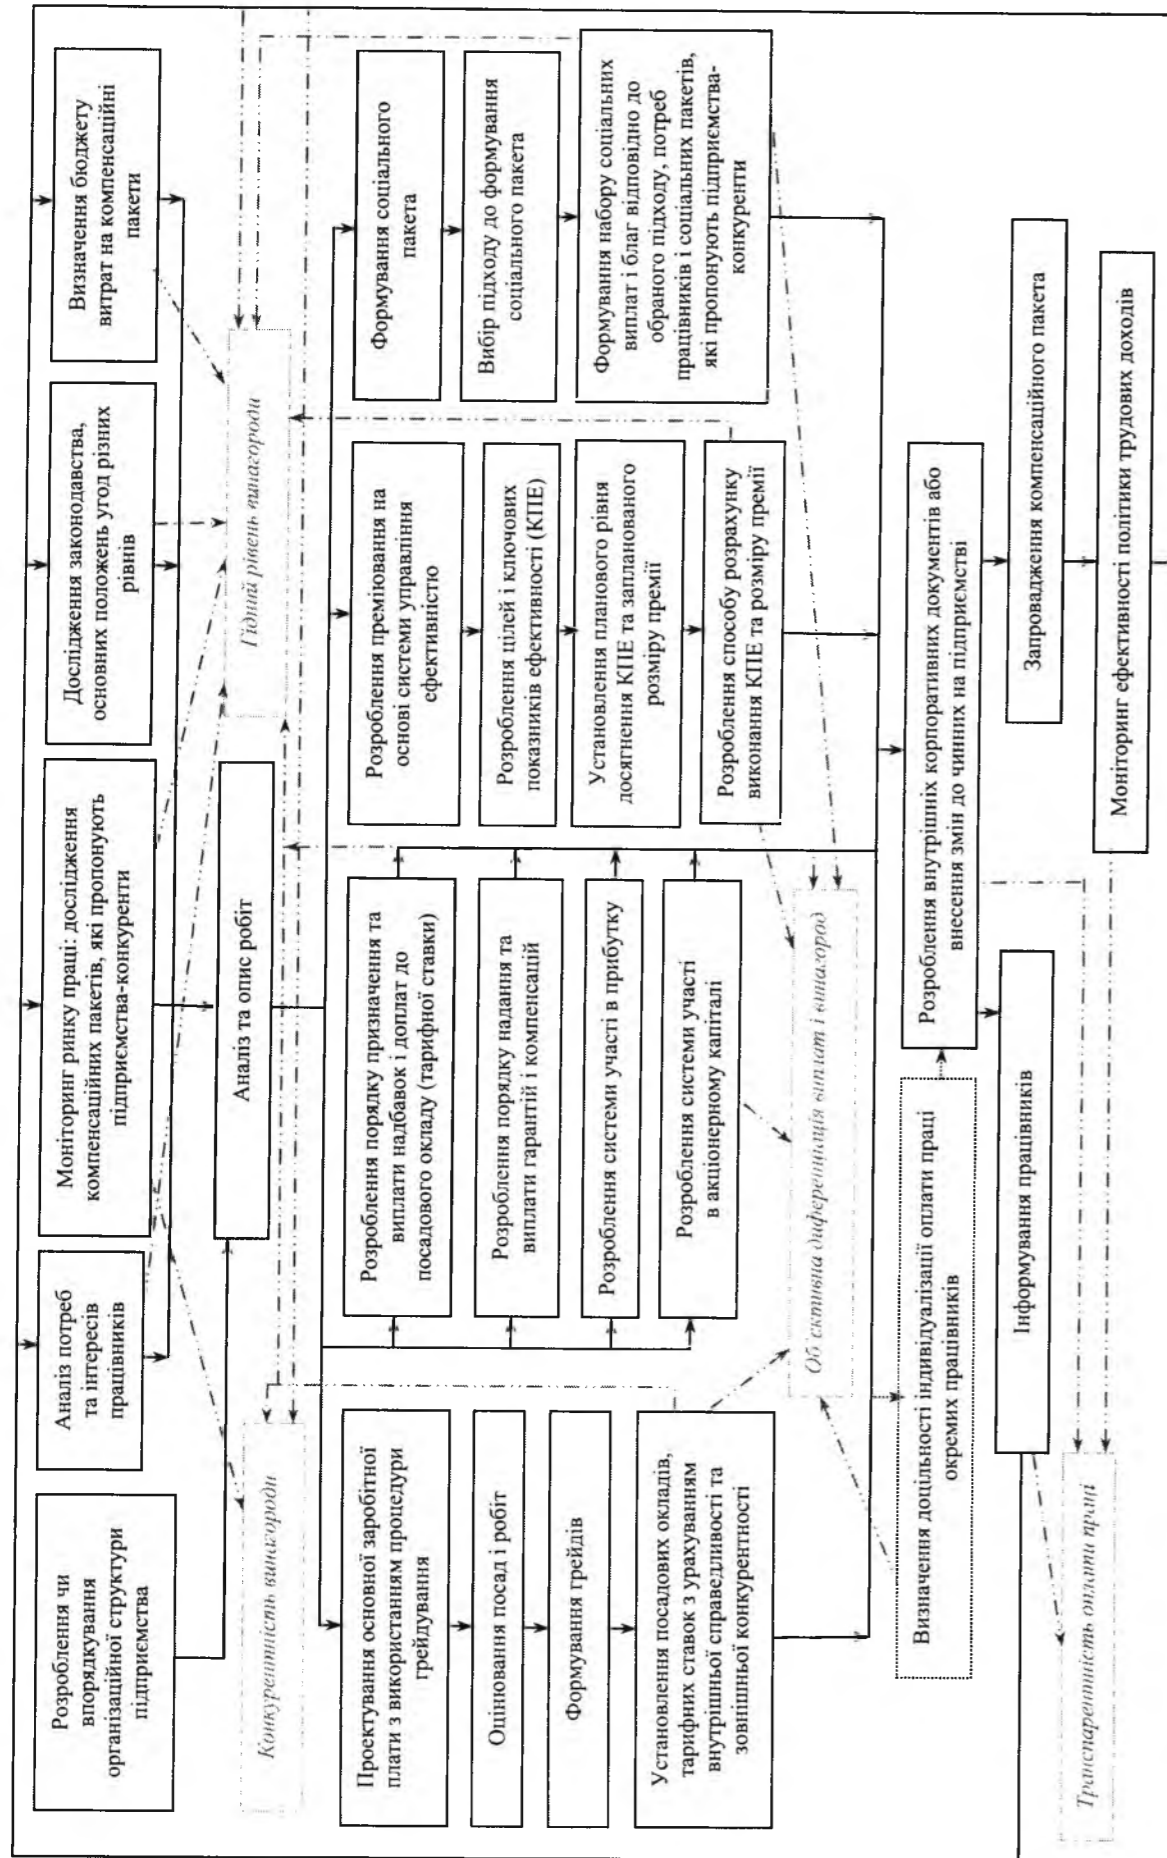 Розроблення чи
впорядкування
організаційної структури
підприємства
Аналіз потреб
та інтересів
працівників
Моніторинг ринку праці: дослідження
компенсаційних пакетів, які пропонують
підприємства-конкуренти
Дослідження законодавства,
основних положень угод різних
рівнів
Визначення бюджету
витрат на компенсаційні
пакети
Аналіз та опис робіт
Конкурентність винагороди
Гідний рівень винагороди
Проектування основної заробітної
плати з використанням процедури
грейдування
Оцінювання посад і робіт
Формування грейдів
Установлення посадових окладів,
тарифних ставок з урахуванням
внутрішньої справедливості та
зовнішньої конкурентності
Розроблення порядку призначення та
виплати надбавок і доплат до
посадового окладу (тарифної ставки)
Розроблення порядку надання та
виплати гарантій і компенсацій
Розроблення системи участі в прибутку
Розроблення системи участі
в акціонерному капіталі
Розроблення преміювання на
основі системи управління
ефективністю
Розроблення цілей і ключових
показників ефективності (КПЕ)
Установлення планового рівня
досягнення КПЕ та запланованого
розміру премії
Розроблення способу розрахунку
виконання КПЕ та розміру премії
Формування соціального
пакета
Вибір підходу до формування
соціального пакета
Формування набору соціальних
виплат і благ відповідно до
обраного підходу, потреб
працівників і соціальних пакетів,
які пропонують підприємства-
конкуренти
Об'єктивна диференціація виплат і винагород
Визначення доцільності індивідуалізації оплати праці
окремих працівників
Розроблення внутрішніх корпоративних документів або
внесення змін до чинних на підприємстві
Інформування працівників
Запровадження компенсаційного пакета
Транспарентність оплати праці
Моніторинг ефективності політики трудових доходів